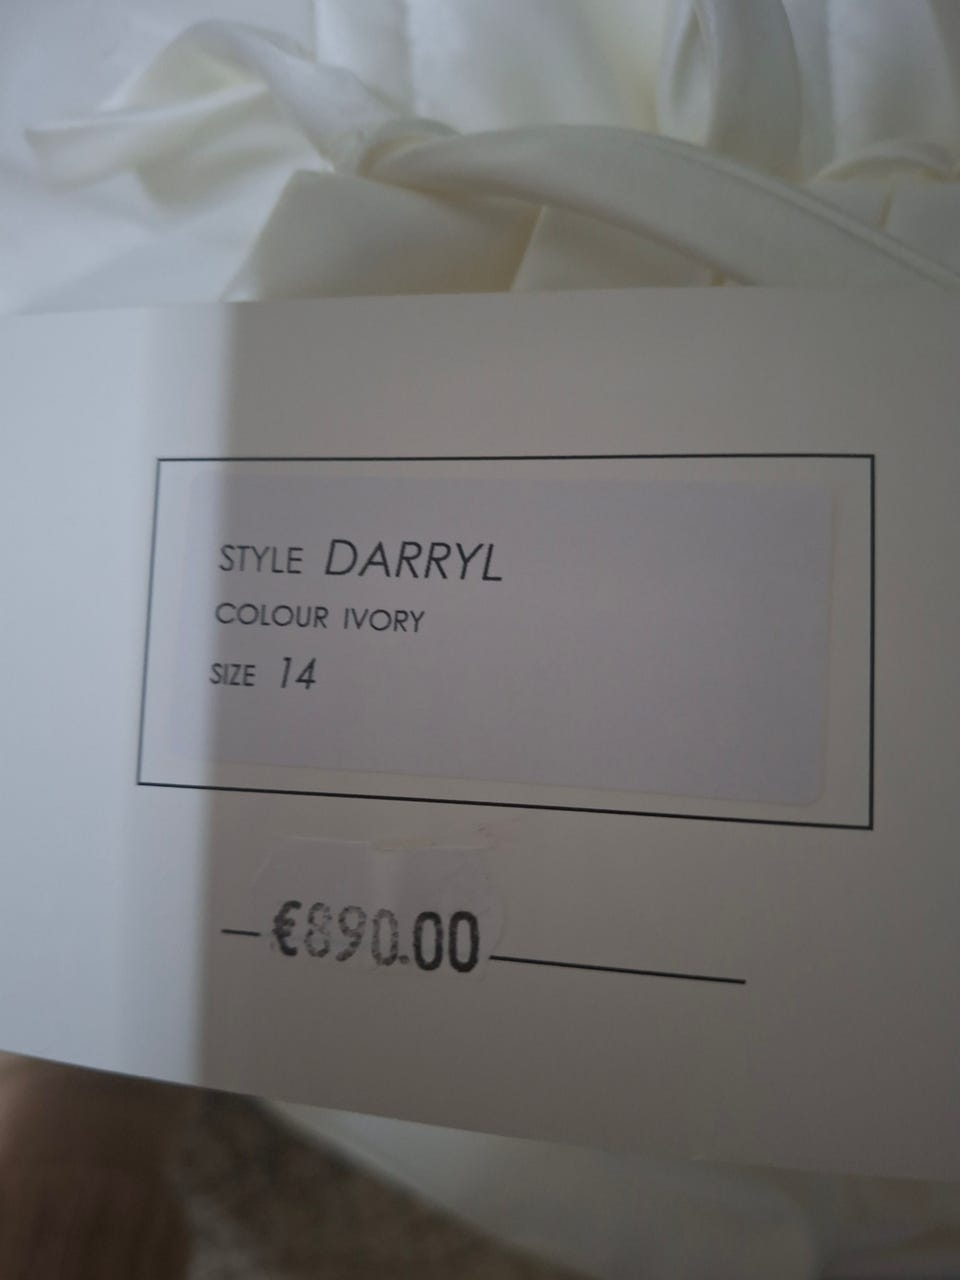 STYLE DARRYL
COLOUR IVORY
SIZE 14
€890.00